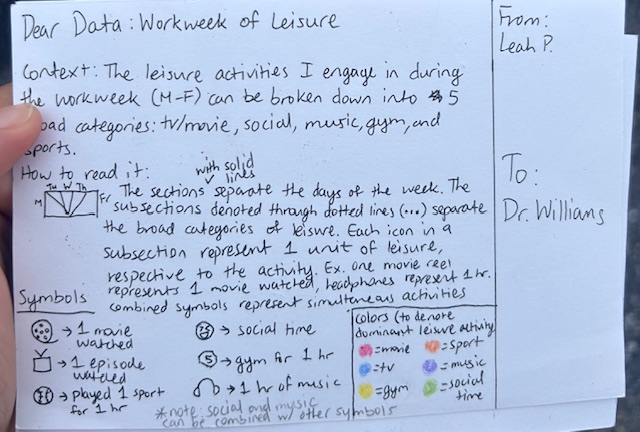 Dear Data: Workweek of Leisure
Context: The leisure activities I engage in during
the workweek (M-F) can be broken down into 5
broad categories: tv/movie, social, music, gym, and
sports.
How to read it:
with solid
lines
Tu W Th
M
Fr
The sections separate the days of the week. The
subsections denoted through dotted lines (...) separate
the broad categories of leisure. Each icon in a
subsection represent 1 unit of leisure,
respective to the activity. Ex. one movie reel
represents 1 movie watched, headphones represent 1 hr.
combined symbols represent simultaneous activities
Symbols
→ 1 movie
watched
→ 1 episode
watched
→ played 1 sport
for 1 hr
→ social time
→ gym for 1 hr
→ 1 hr of music
*note: social and music
can be combined w/ other symbols
colors (to denote
dominant leisure activity
=movie
=tv
=gym
=sport
=music
=social
time
From:
Leah P.
To:
Dr. Williams